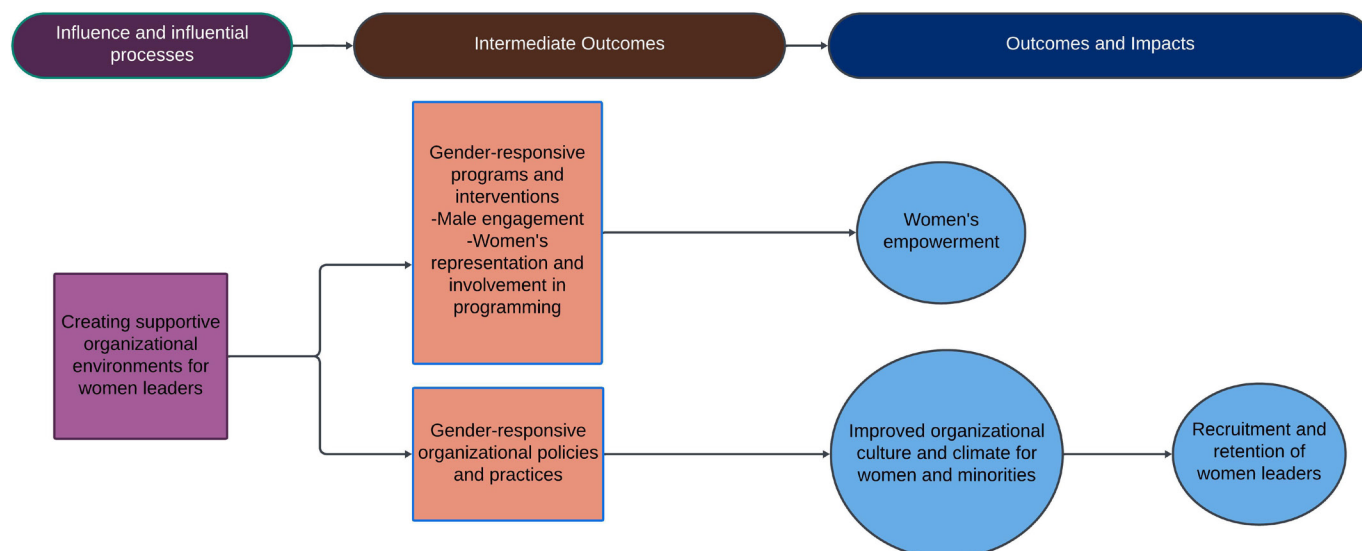 Influence and influential
processes
Intermediate Outcomes
Outcomes and Impacts
Gender-responsive
programs and
interventions
-Male engagement
-Women's
representation and
involvement in
programming
Women's
empowerment
Creating supportive
organizational
environments for
women leaders
Gender-responsive
organizational policies
and practices
Improved organizational
culture and climate for
women and minorities
Recruitment and
retention of
women leaders